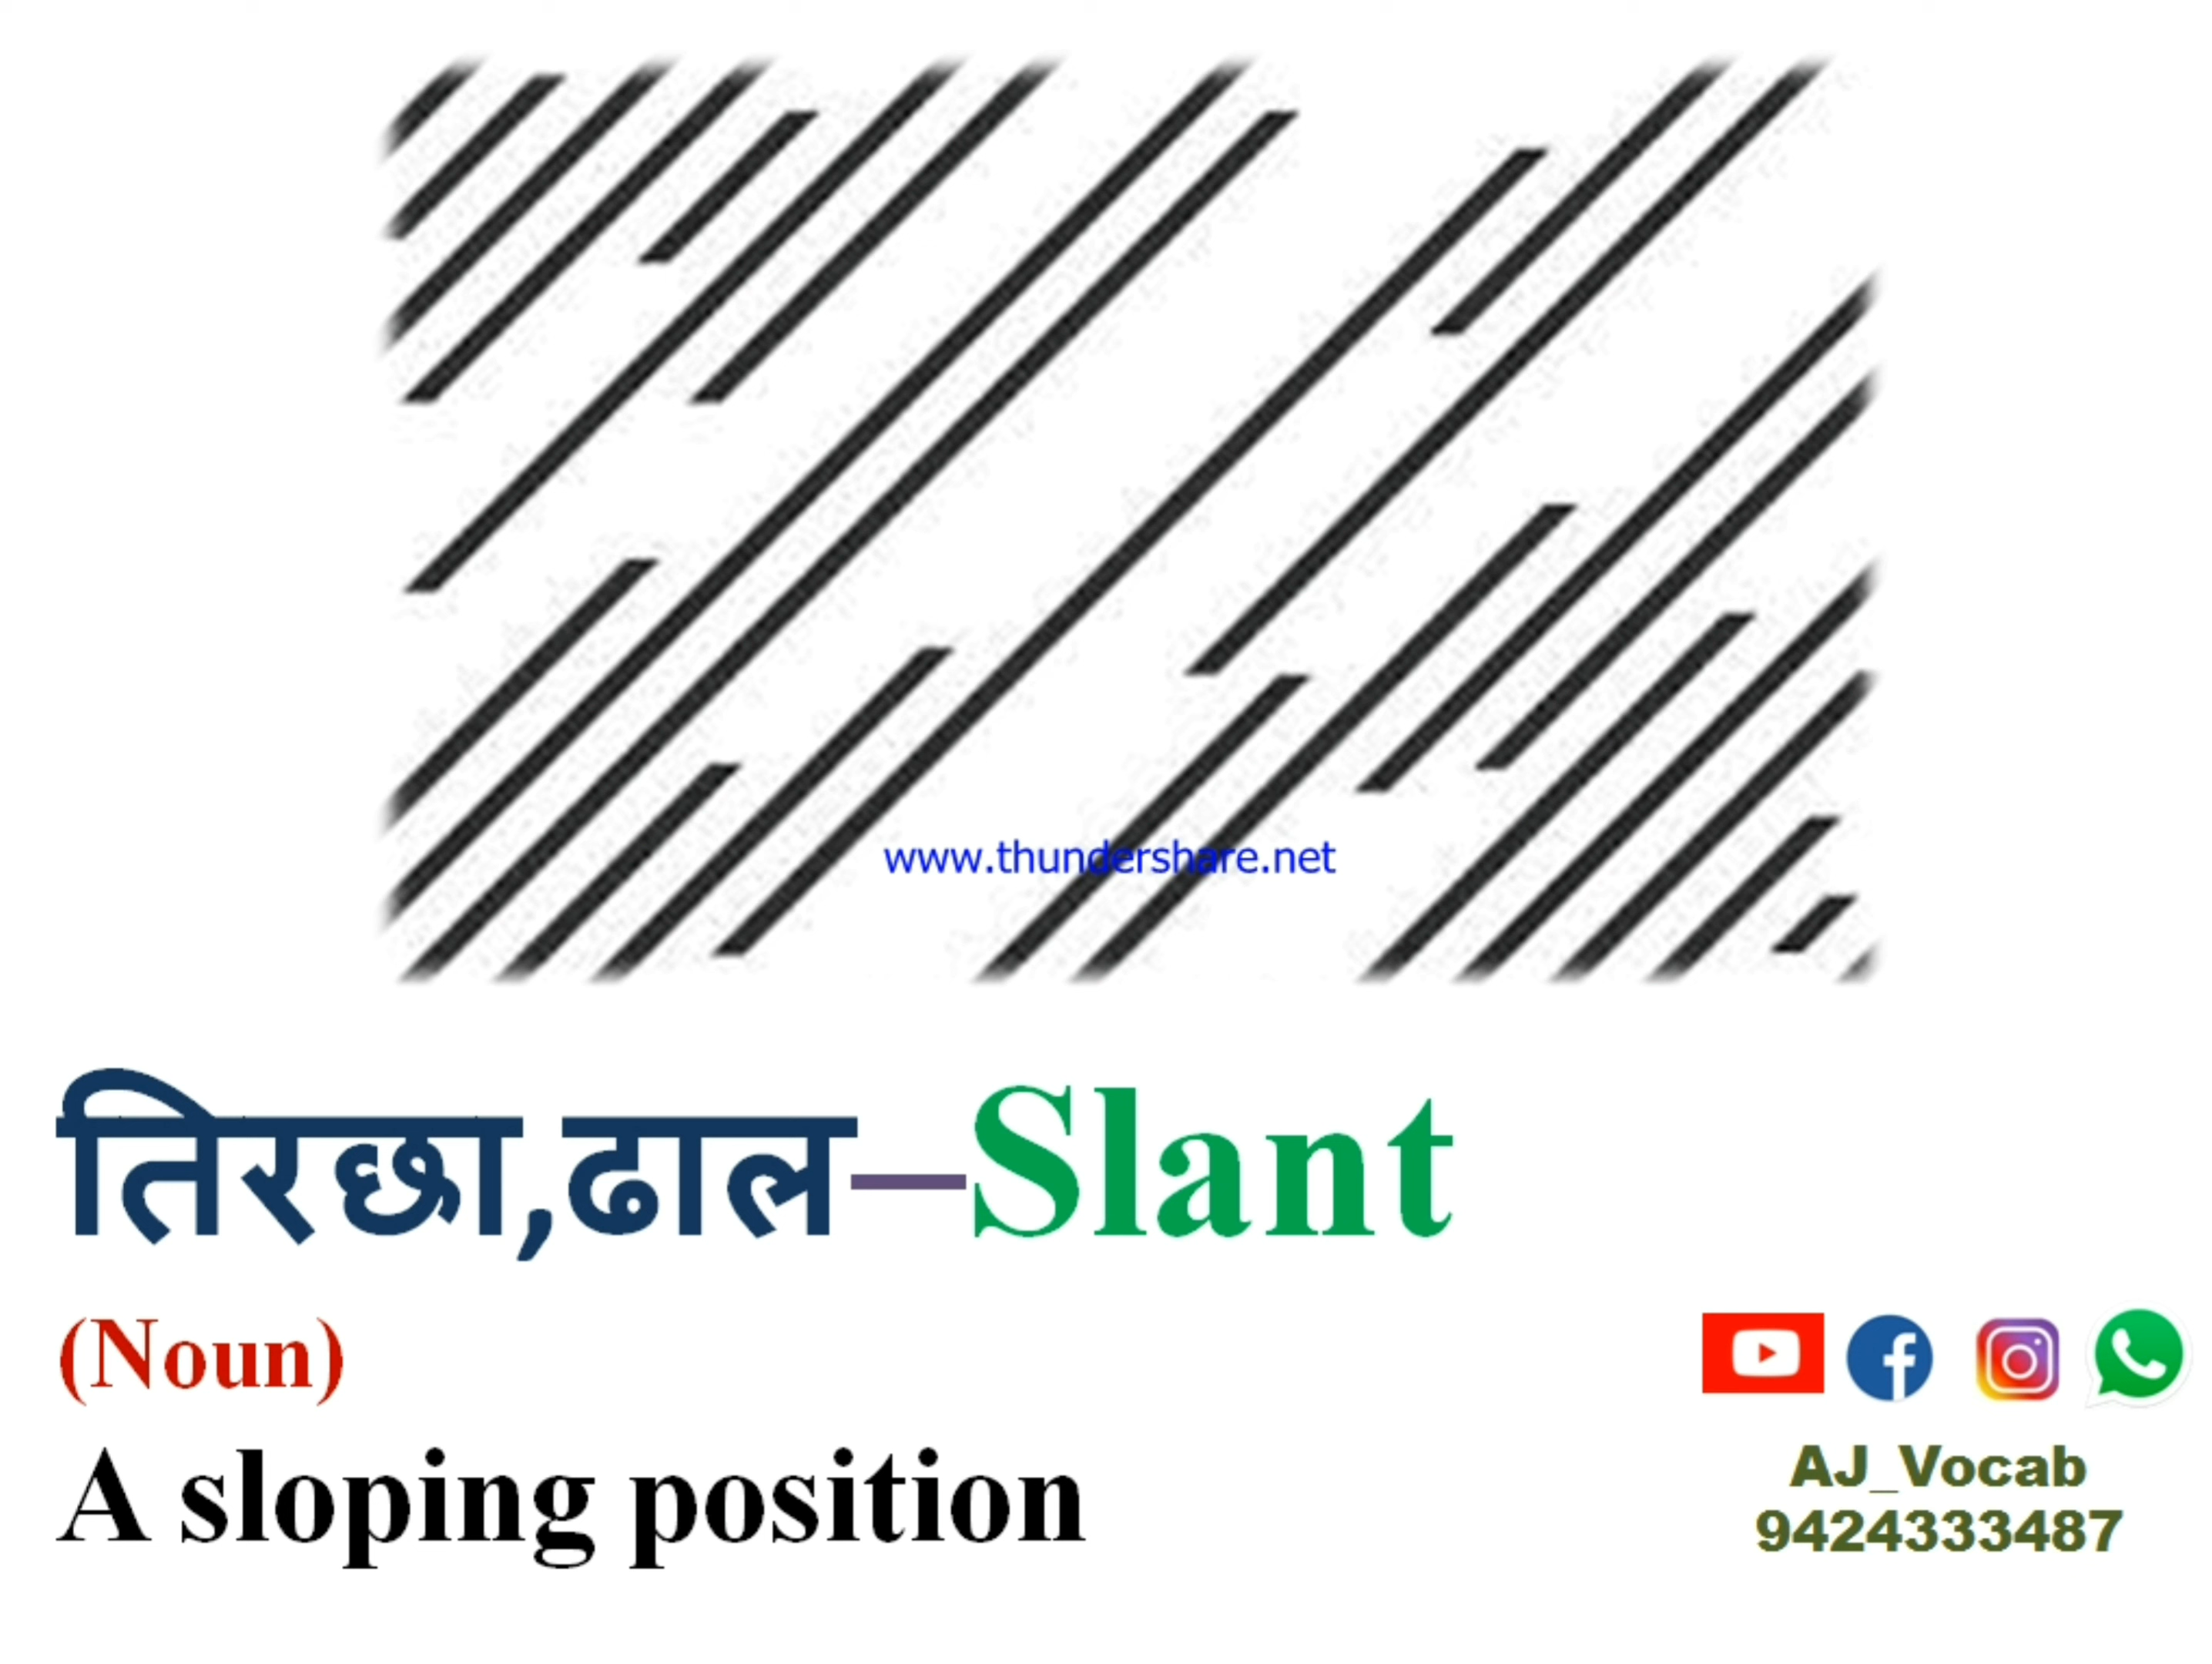 www.thundershare.net
तिरछा,ढाल–Slant
(Noun)
A sloping position
AJ_Vocab
9424333487